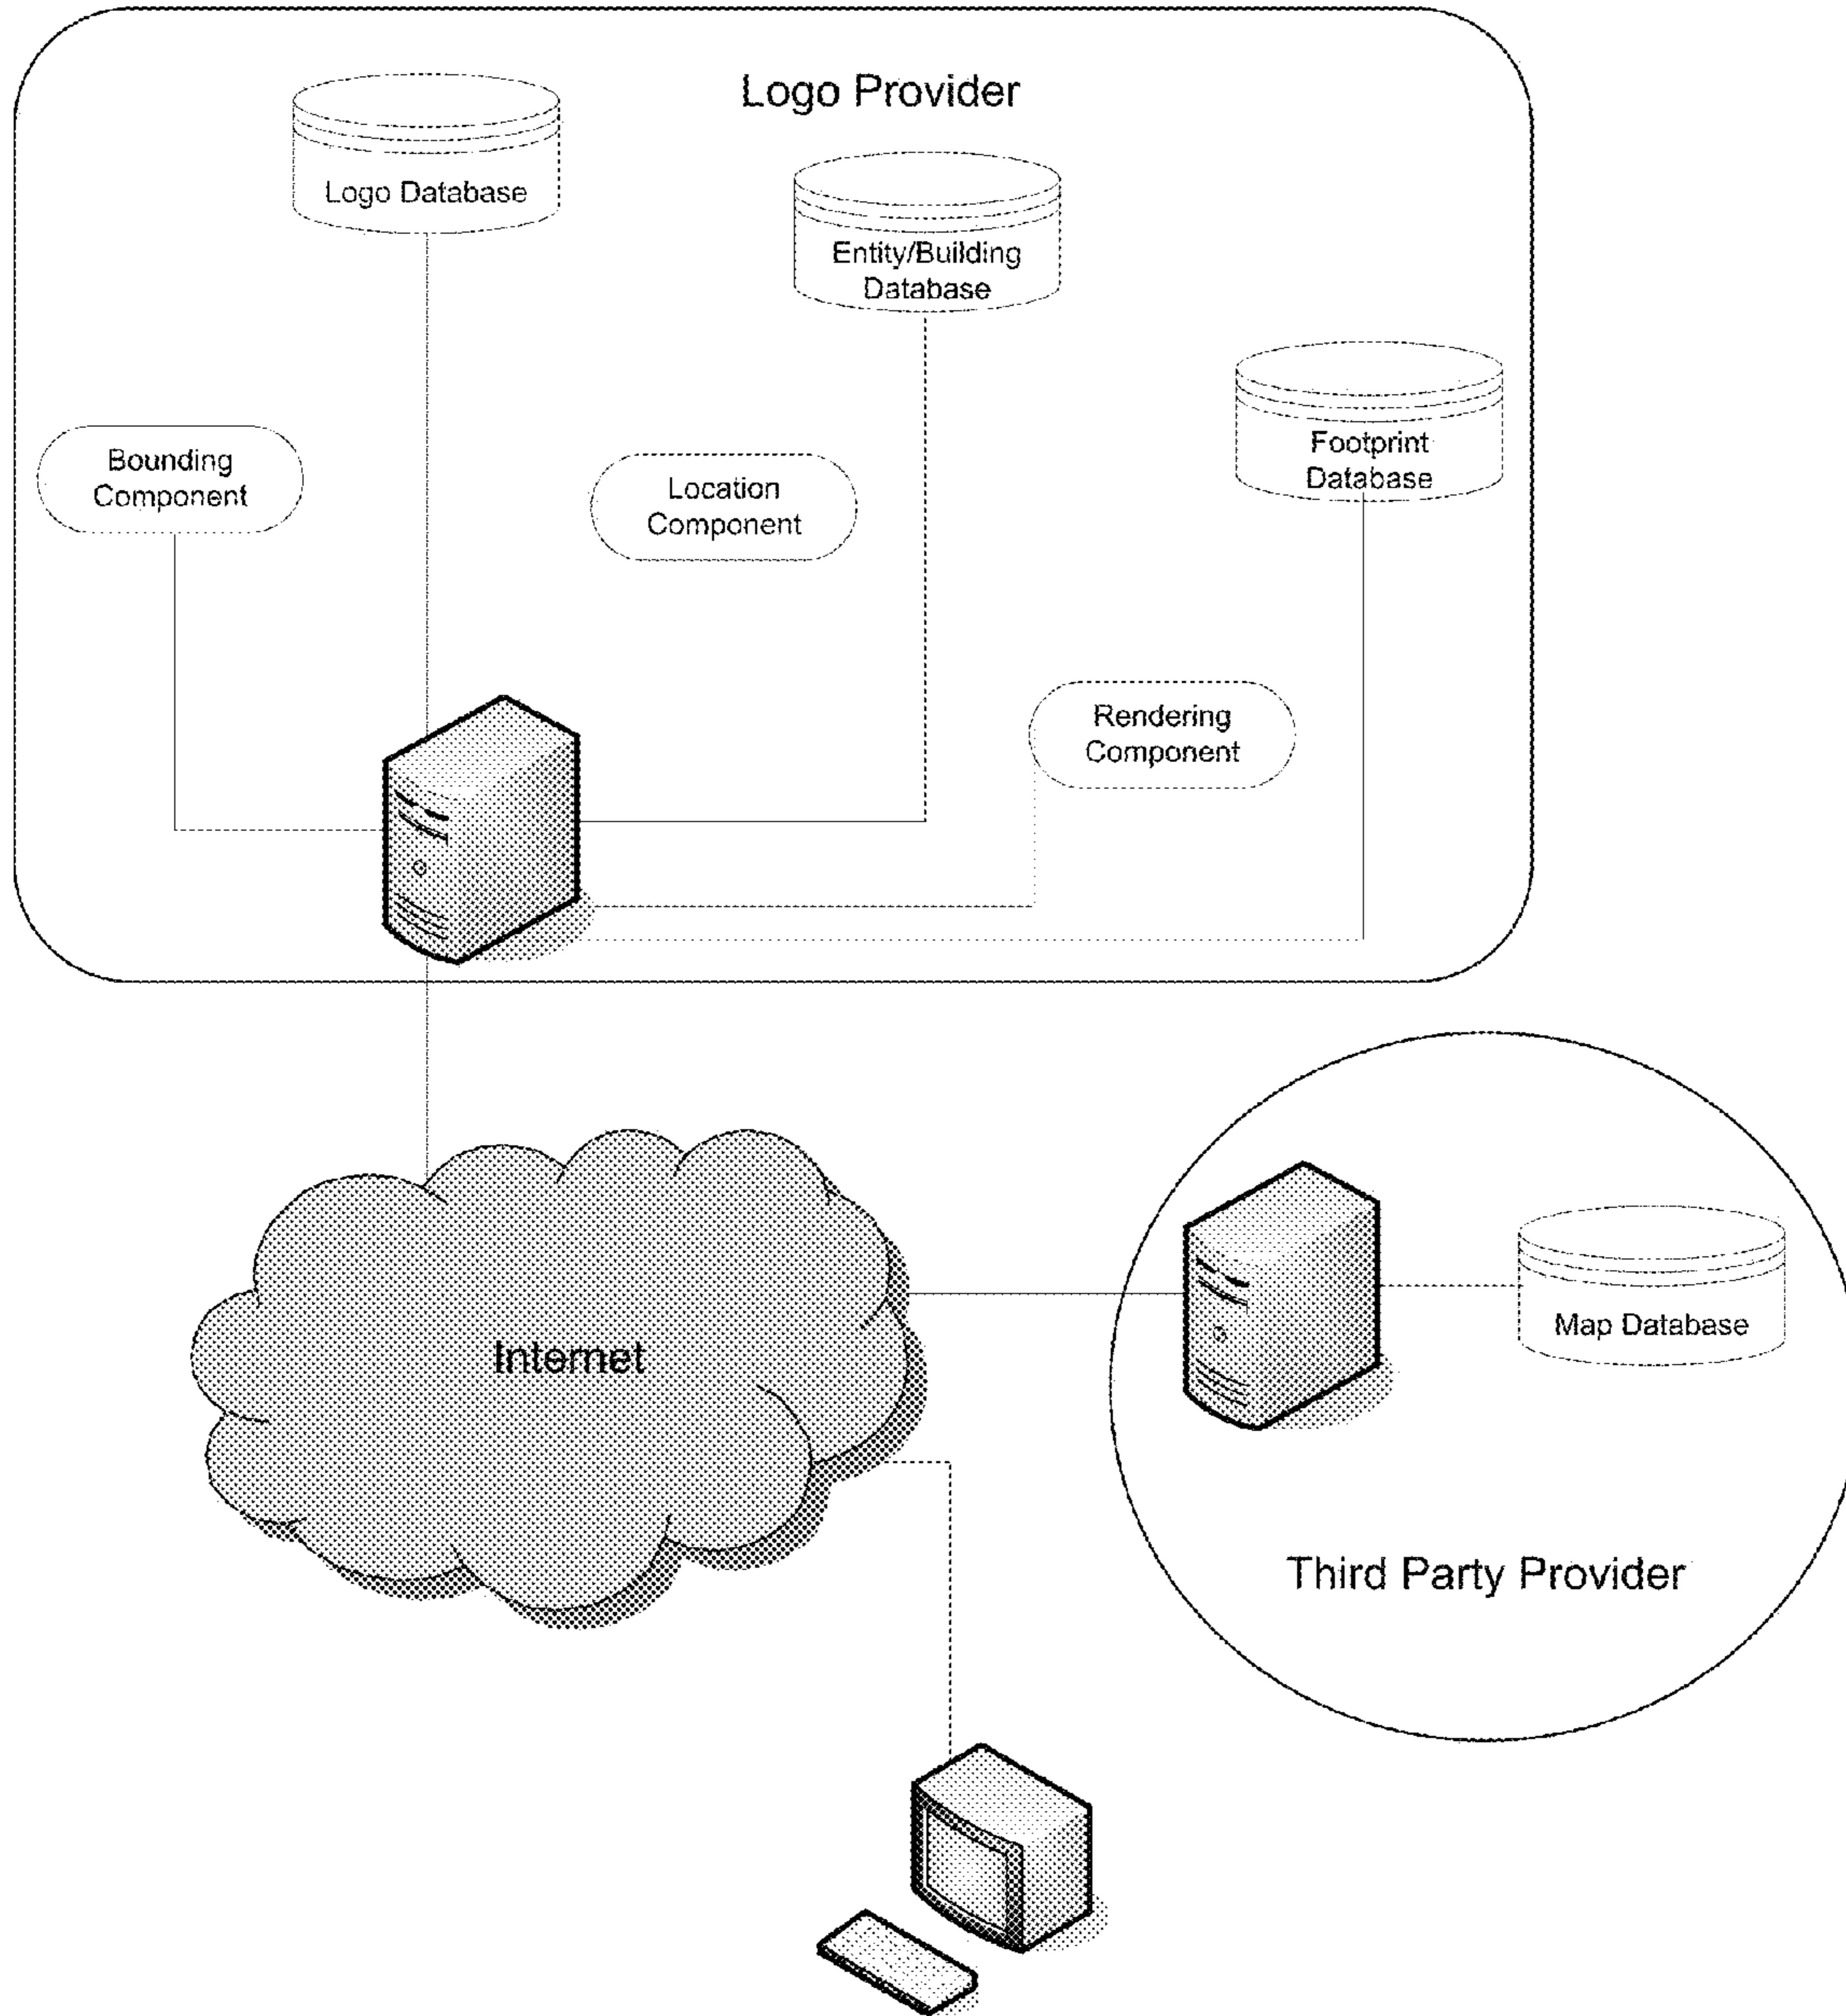 Logo Provider
Logo Database
Entity/Building
Database
Footprint
Database
Bounding
Component
Location
Component
Rendering
Component
Internet
Map Database
Third Party Provider